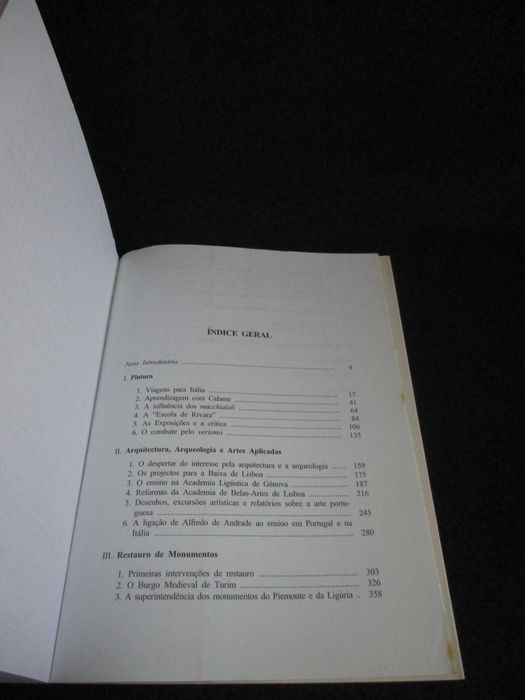 ÍNDICE GERAL
Nota Introdutória 9
I. Pintura
1. Viagens para Itália 17
2. Aprendizagem com Calame 41
3. A influência dos macchiaioli 64
4. A "Escola de Rivara" 84
5. As Exposições e a crítica 106
6. O combate pelo verismo 135
II. Arquitectura, Arqueologia e Artes Aplicadas
1. O despertar do interesse pela arquitectura e a arqueologia 159
2. Os projectos para a Baixa de Lisboa 175
3. O ensino na Academia Ligústica de Génova 187
4. Reformas da Academia de Belas-Artes de Lisboa 216
5. Desenhos, excursões artísticas e relatórios sobre a arte portu-
guesa 245
6. A ligação de Alfredo de Andrade ao ensino em Portugal e na
Itália 280
III. Restauro de Monumentos
1. Primeiras intervenções de restauro 303
2. O Burgo Medieval de Turim 326
3. A superintendência dos monumentos do Piemonte e da Ligúria .. 358